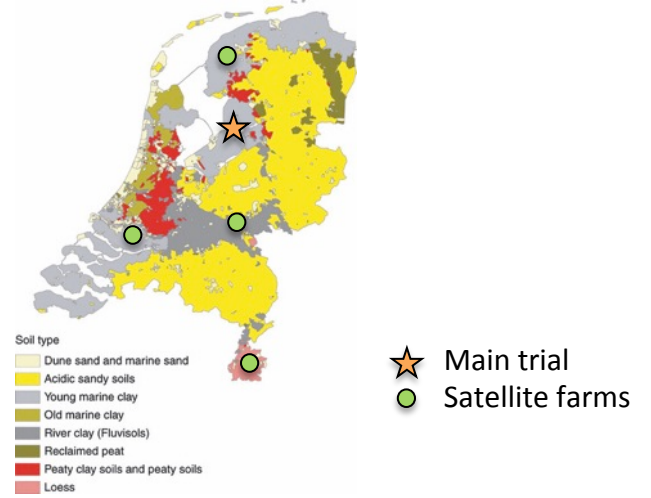 Soil type
Dune sand and marine sand
Acidic sandy soils
Young marine clay
Old marine clay
River clay (Fluvisols)
Reclaimed peat
Peaty clay soils and peaty soils
Loess
Main trial
Satellite farms